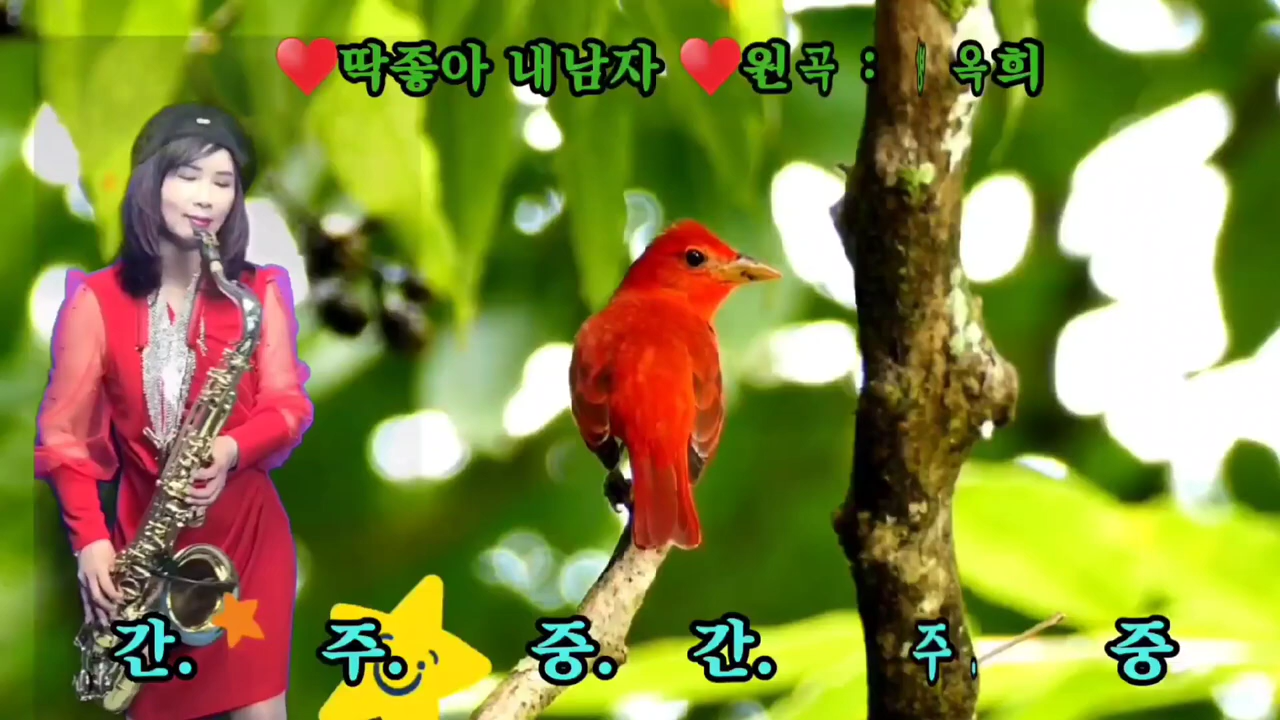 딱좋아 내남자 원곡 : 옥희
간. 주. 중. 간. 주. 중